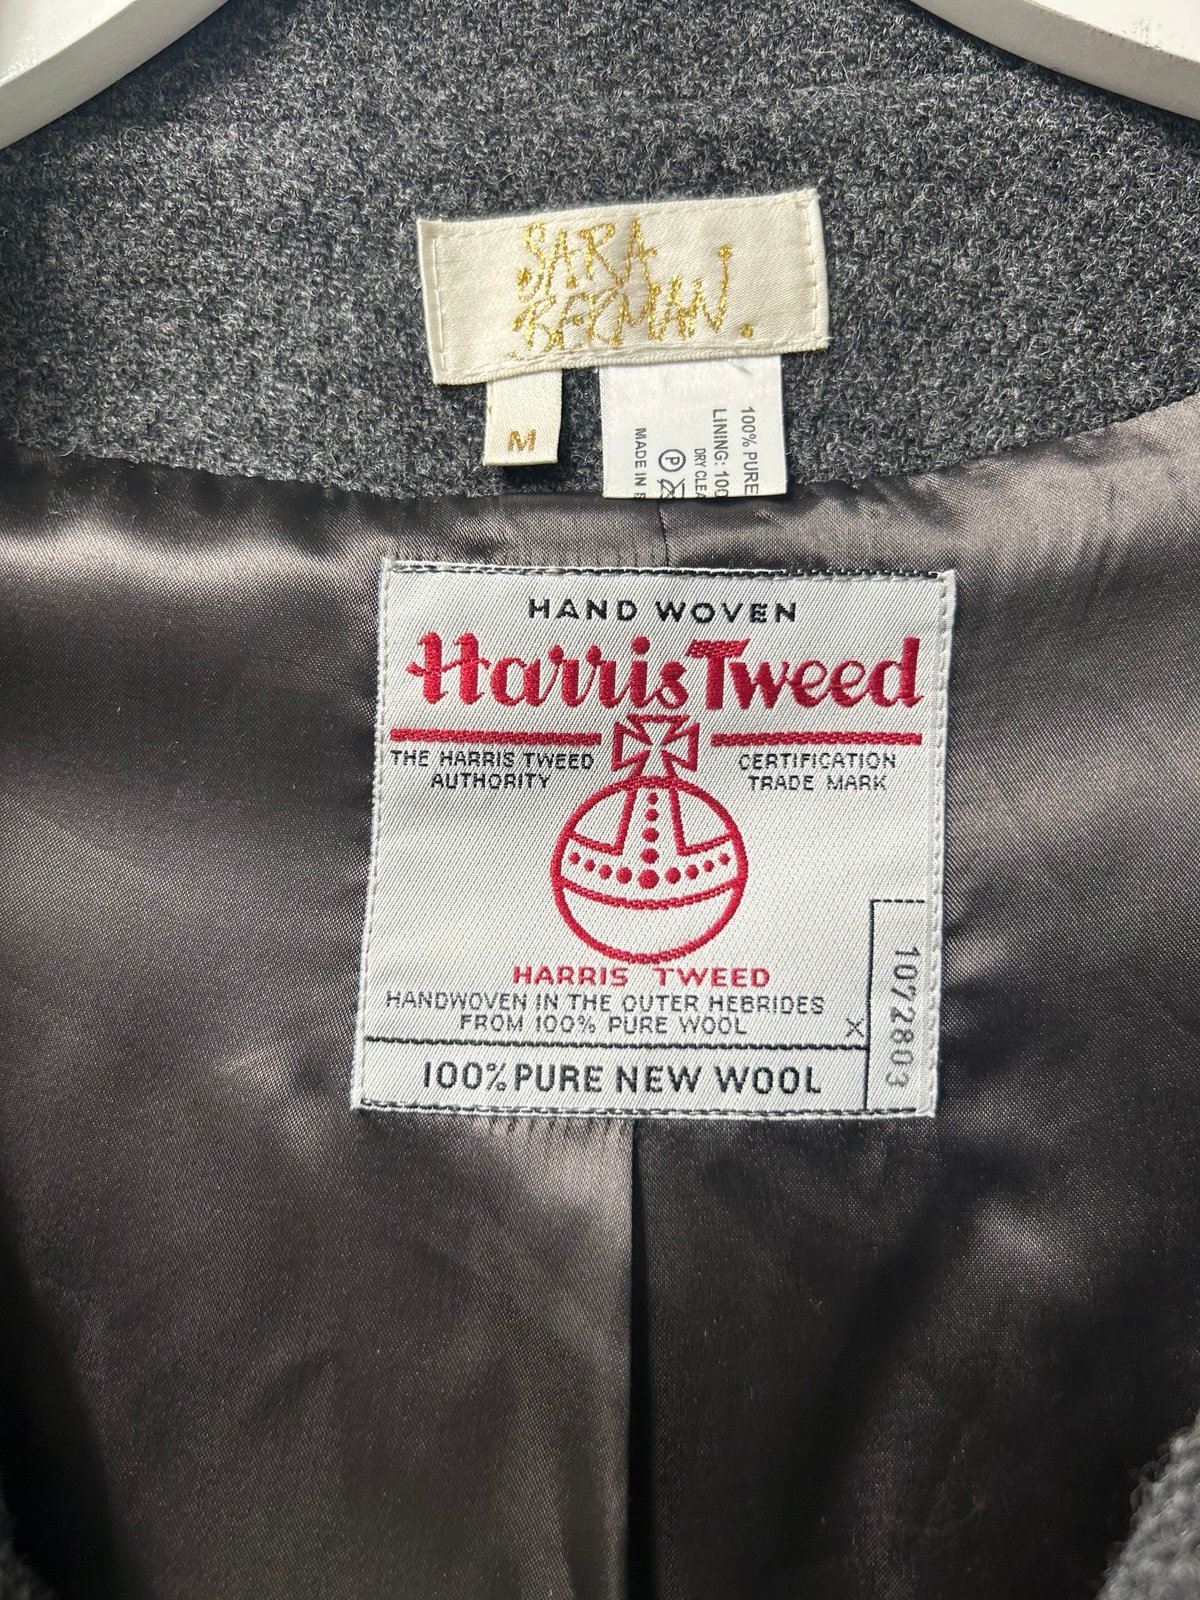 SARA
BERMAN.
M
100% PURE
LINING: 100
DRY CLEA
P
MADE IN
HAND WOVEN
Harris Tweed
THE HARRIS TWEED
AUTHORITY
CERTIFICATION
TRADE MARK
HARRIS TWEED
HANDWOVEN IN THE OUTER HEBRIDES
FROM 100% PURE WOOL
X
1072803
100% PURE NEW WOOL